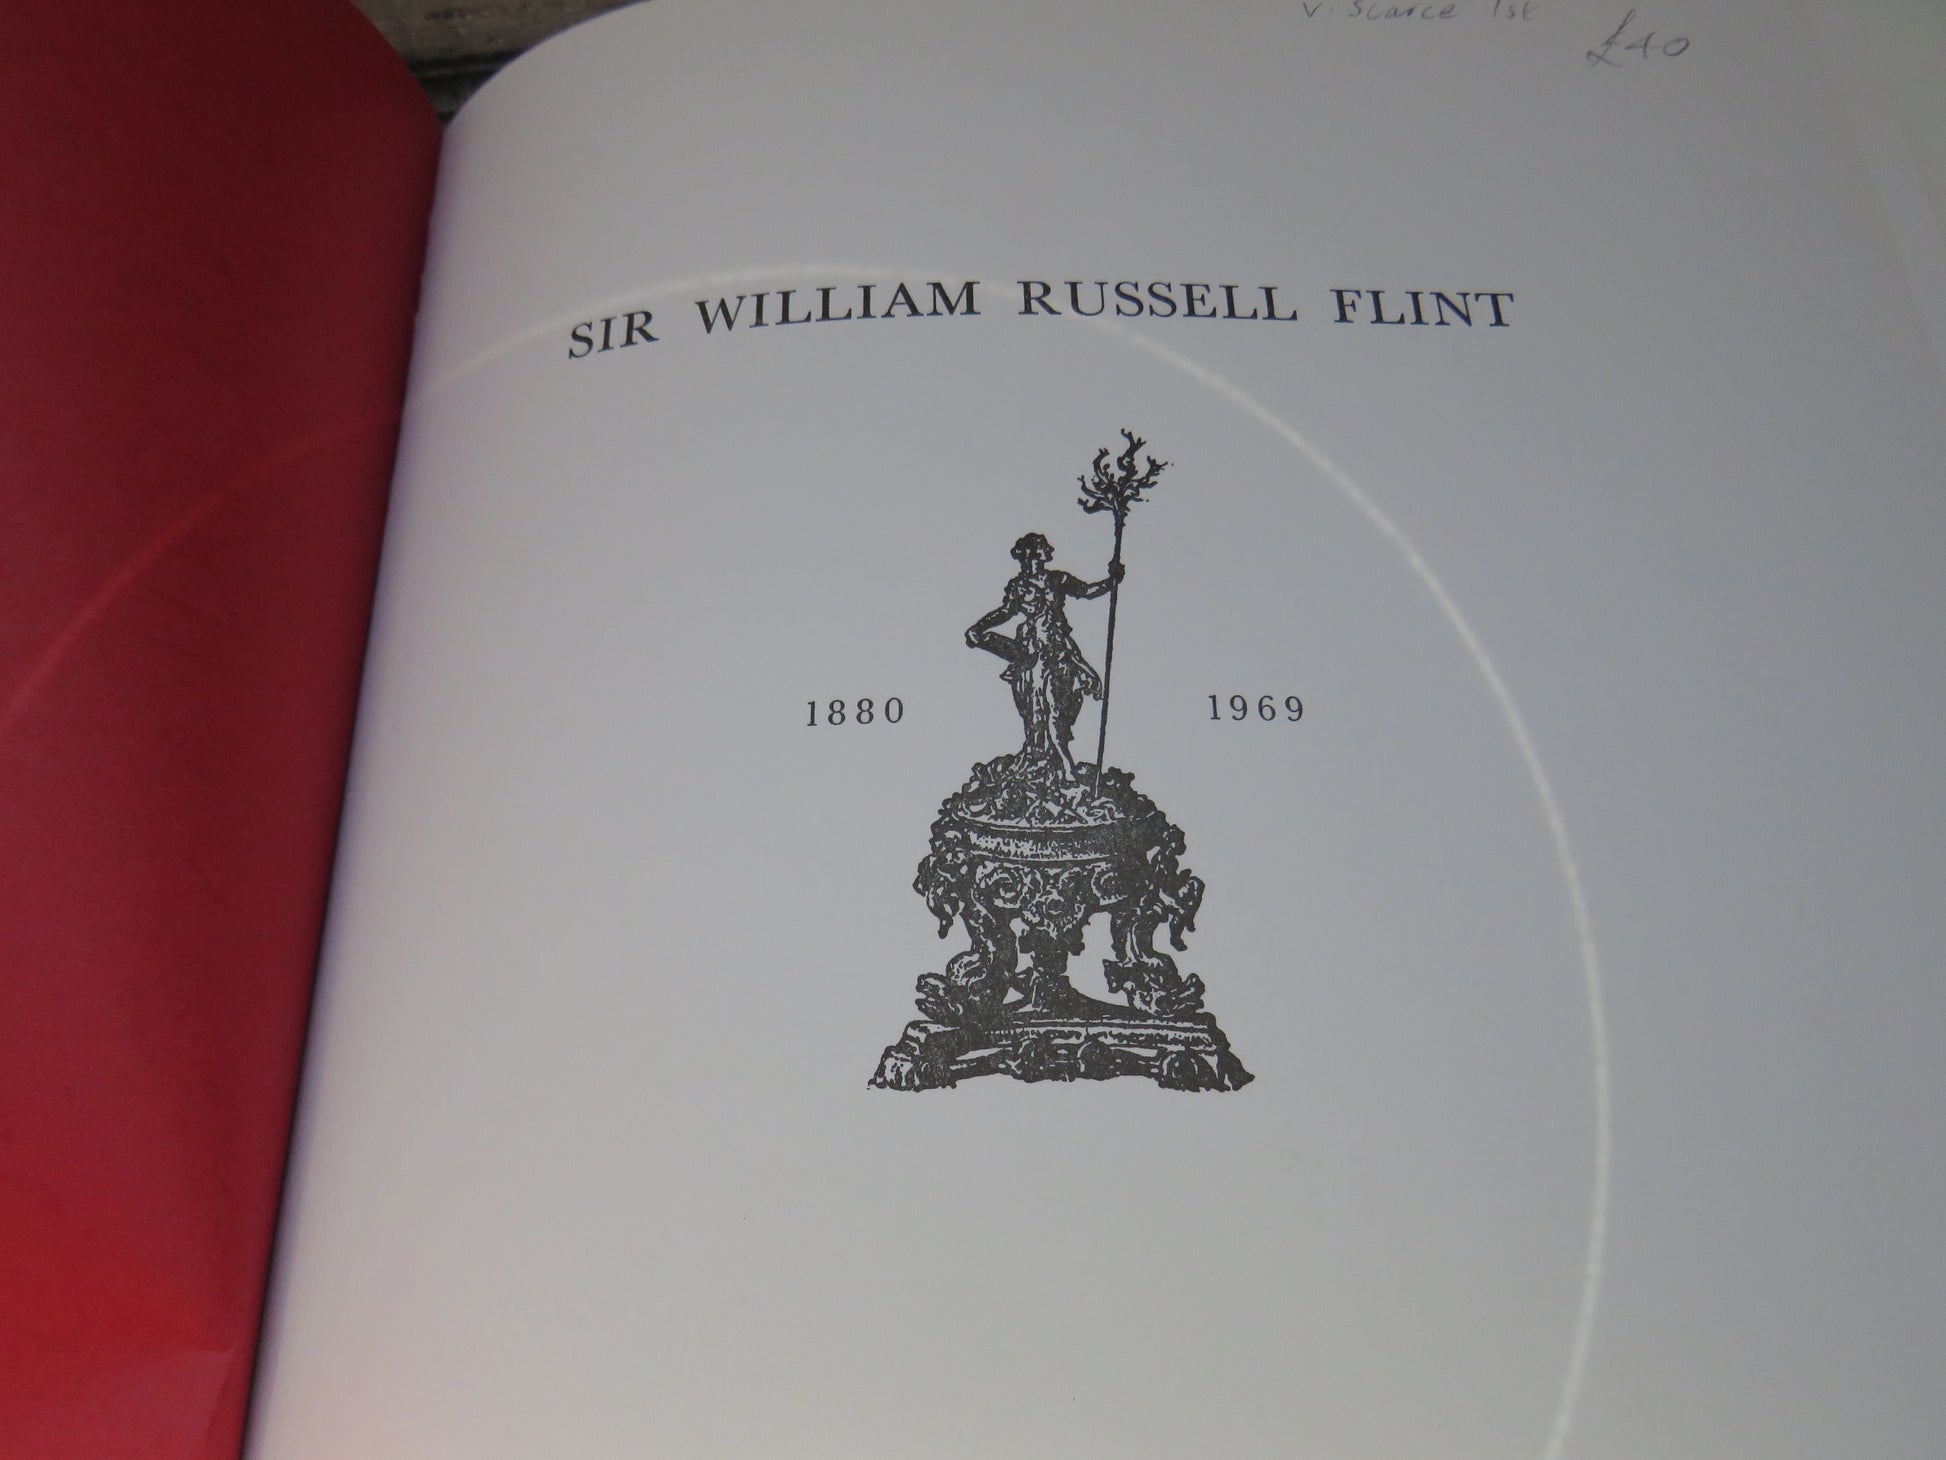 v. scarce 1st
£40
SIR WILLIAM RUSSELL FLINT
1880 1969